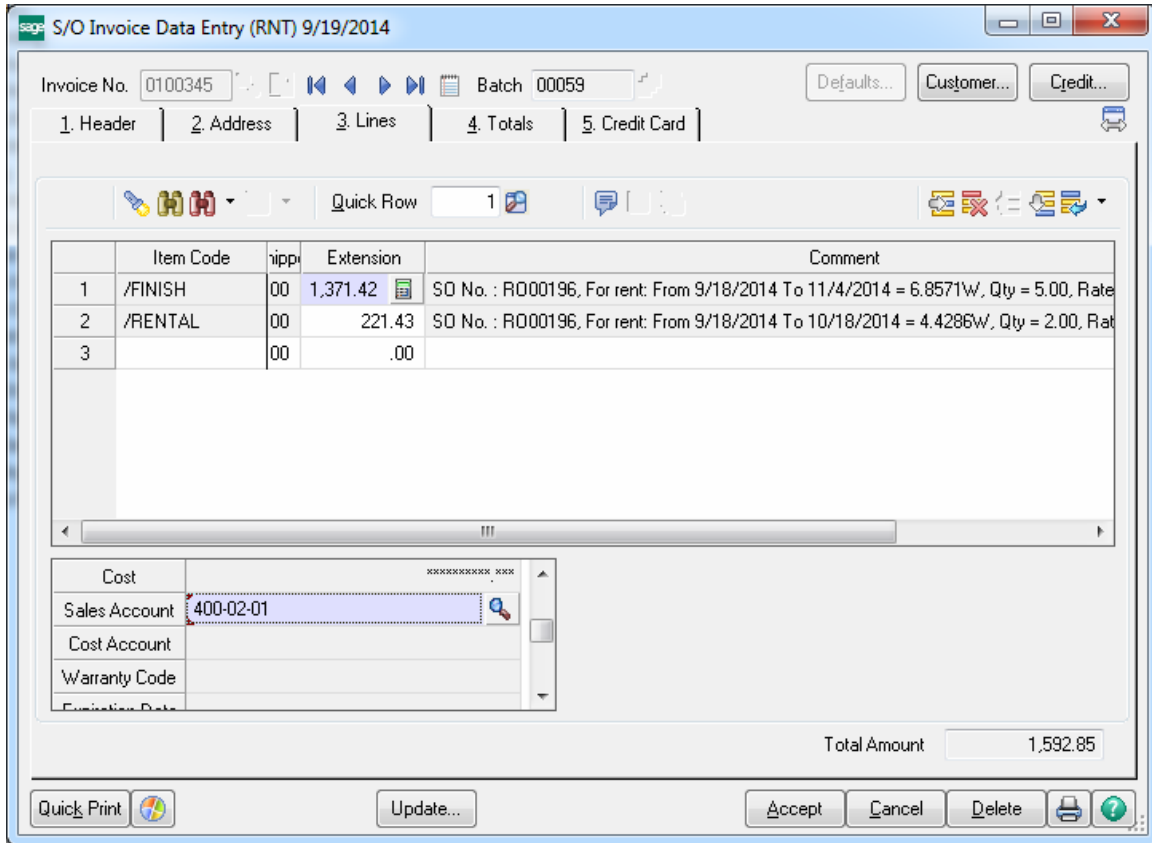 sage S/O Invoice Data Entry (RNT) 9/19/2014
Invoice No. 0100345 Batch 00059 Defaults... Customer... Credit...
1. Header 2. Address 3. Lines 4. Totals 5. Credit Card
Quick Row 1
Item Code hipp Extension Comment
1 /FINISH 00 1,371.42 SO No. : RO00196, For rent: From 9/18/2014 To 11/4/2014 = 6.8571W, Qty = 5.00, Rate
2 /RENTAL 00 221.43 SO No. : RO00196, For rent: From 9/18/2014 To 10/18/2014 = 4.4286W, Qty = 2.00, Rat
3 00 .00
Cost **********.***
Sales Account 400-02-01
Cost Account
Warranty Code
Expiration Date
Total Amount 1,592.85
Quick Print Update... Accept Cancel Delete